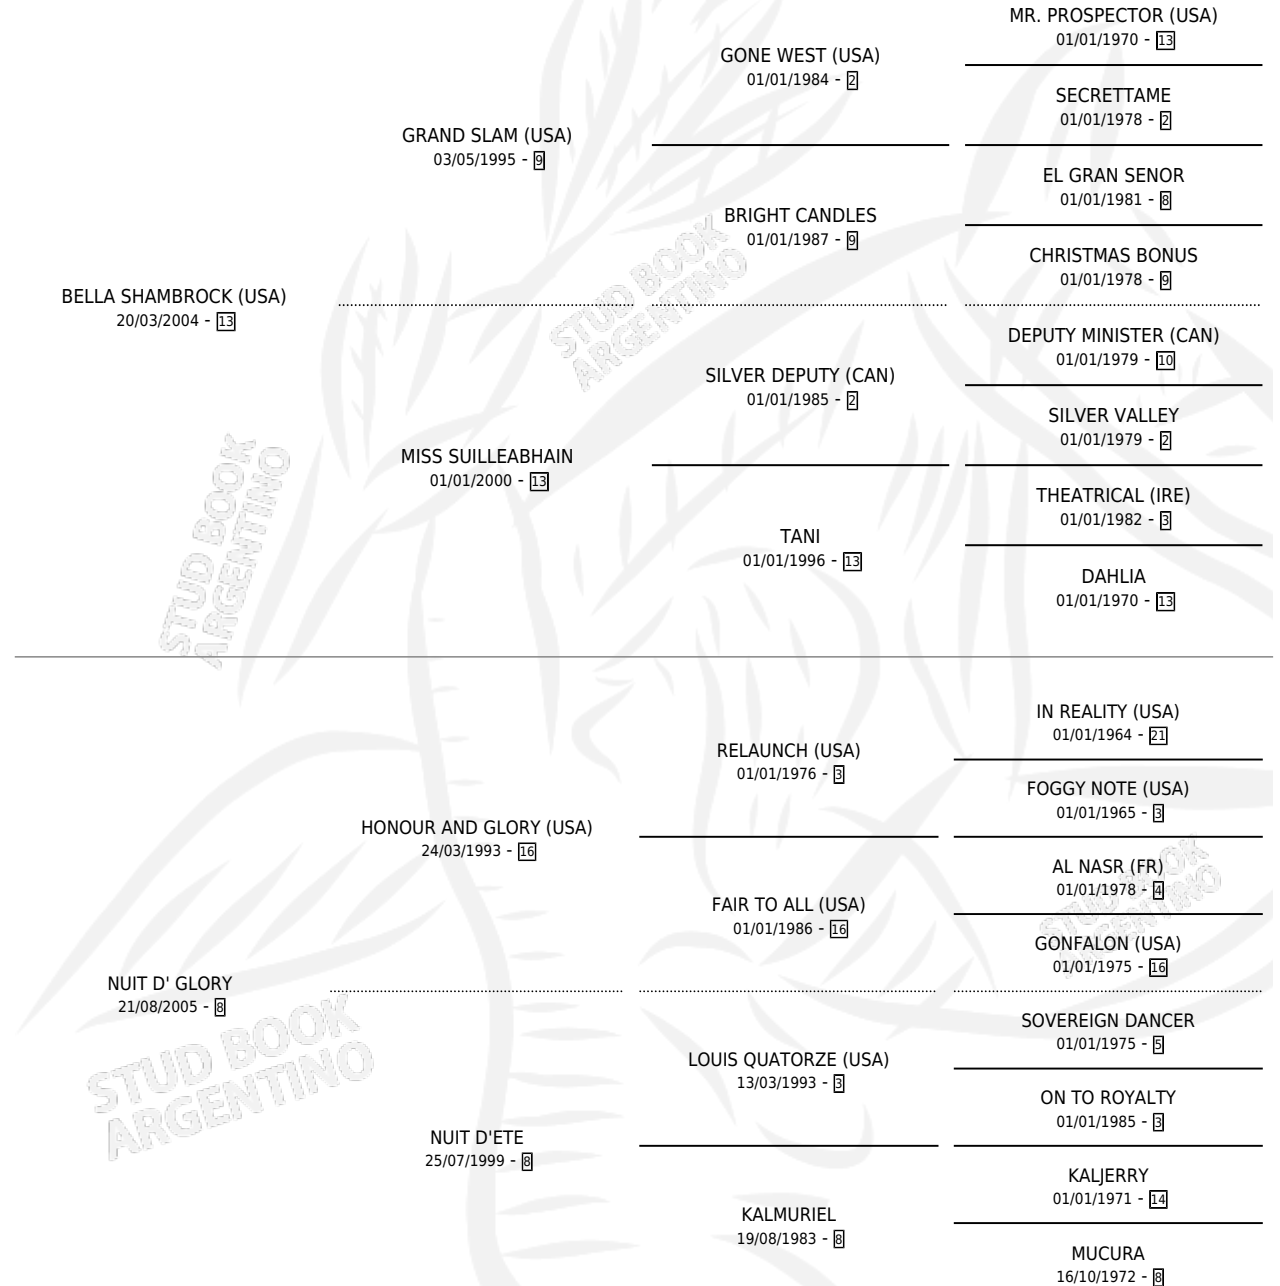 MR. PROSPECTOR (USA)
01/01/1970 - 13
GONE WEST (USA)
01/01/1984 - 2
SECRETTAME
01/01/1978 - 2
GRAND SLAM (USA)
03/05/1995 - 9
EL GRAN SENOR
01/01/1981 - 8
BRIGHT CANDLES
01/01/1987 - 9
CHRISTMAS BONUS
01/01/1978 - 9
BELLA SHAMBROCK (USA)
20/03/2004 - 13
DEPUTY MINISTER (CAN)
01/01/1979 - 10
SILVER DEPUTY (CAN)
01/01/1985 - 2
SILVER VALLEY
01/01/1979 - 2
MISS SUILLEABHAIN
01/01/2000 - 13
THEATRICAL (IRE)
01/01/1982 - 3
TANI
01/01/1996 - 13
DAHLIA
01/01/1970 - 13
IN REALITY (USA)
01/01/1964 - 21
RELAUNCH (USA)
01/01/1976 - 3
FOGGY NOTE (USA)
01/01/1965 - 3
HONOUR AND GLORY (USA)
24/03/1993 - 16
AL NASR (FR)
01/01/1978 - 4
FAIR TO ALL (USA)
01/01/1986 - 16
GONFALON (USA)
01/01/1975 - 16
NUIT D' GLORY
21/08/2005 - 8
SOVEREIGN DANCER
01/01/1975 - 5
LOUIS QUATORZE (USA)
13/03/1993 - 3
ON TO ROYALTY
01/01/1985 - 3
NUIT D'ETE
25/07/1999 - 8
KALJERRY
01/01/1971 - 14
KALMURIEL
19/08/1983 - 8
MUCURA
16/10/1972 - 8
STUD BOOK
ARGENTINO
STUD BOOK
ARGENTINO
STUD BOOK
ARGENTINO
STUD BOOK
ARGENTINO